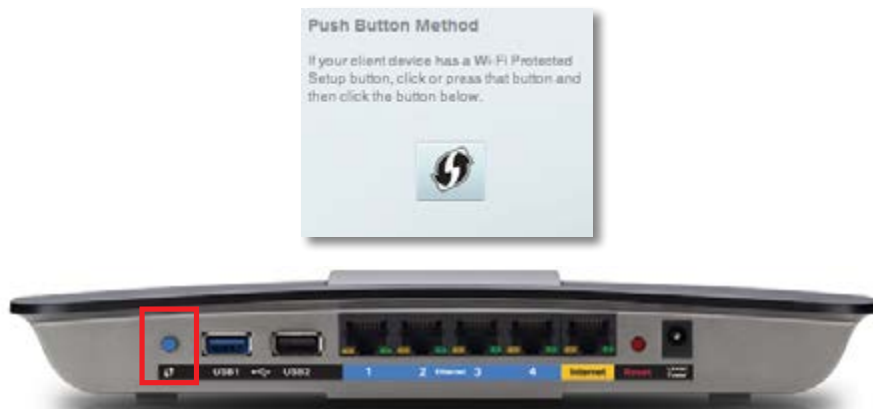 Push Button Method
If your client device has a Wi-Fi Protected
Setup button, click or press that button and
then click the button below.
USB1 USB2 1 2 Ethernet 3 4 Internet Reset